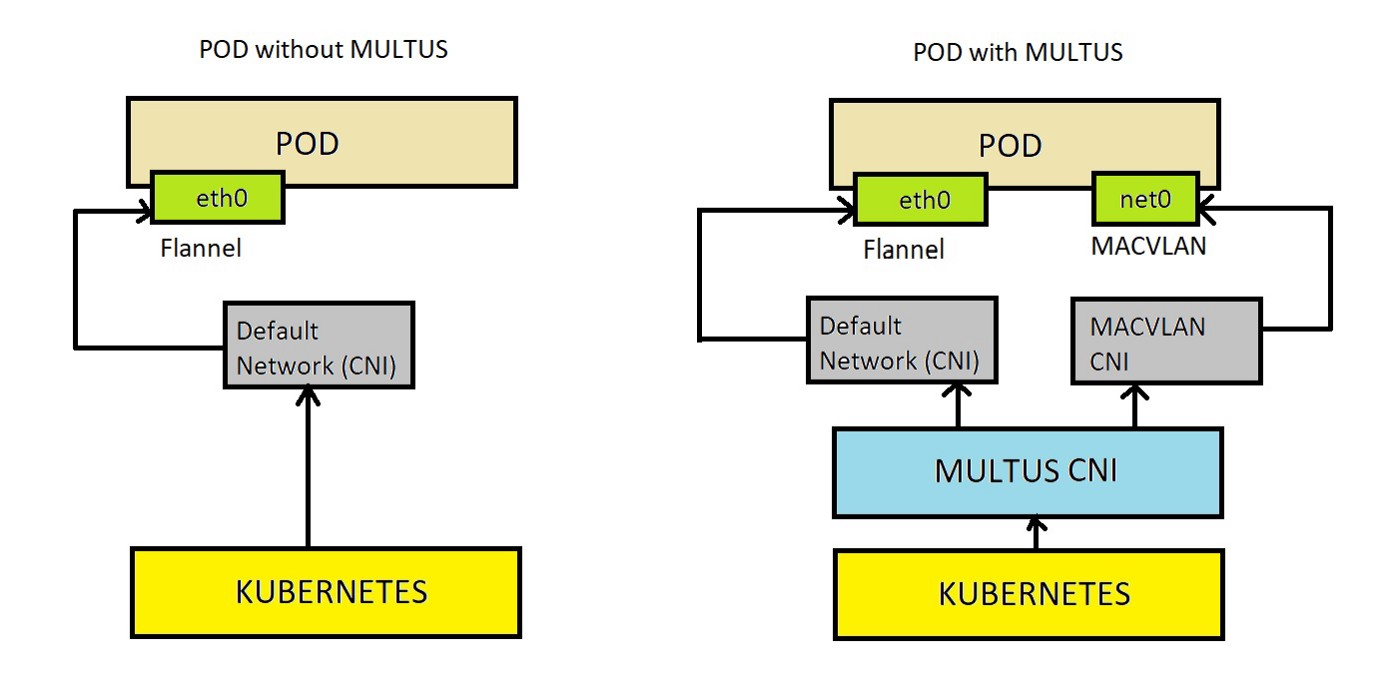 POD without MULTUS
POD
eth0
Flannel
Default
Network (CNI)
KUBERNETES
POD with MULTUS
POD
eth0
net0
Flannel
MACVLAN
Default
Network (CNI)
MACVLAN
CNI
MULTUS CNI
KUBERNETES